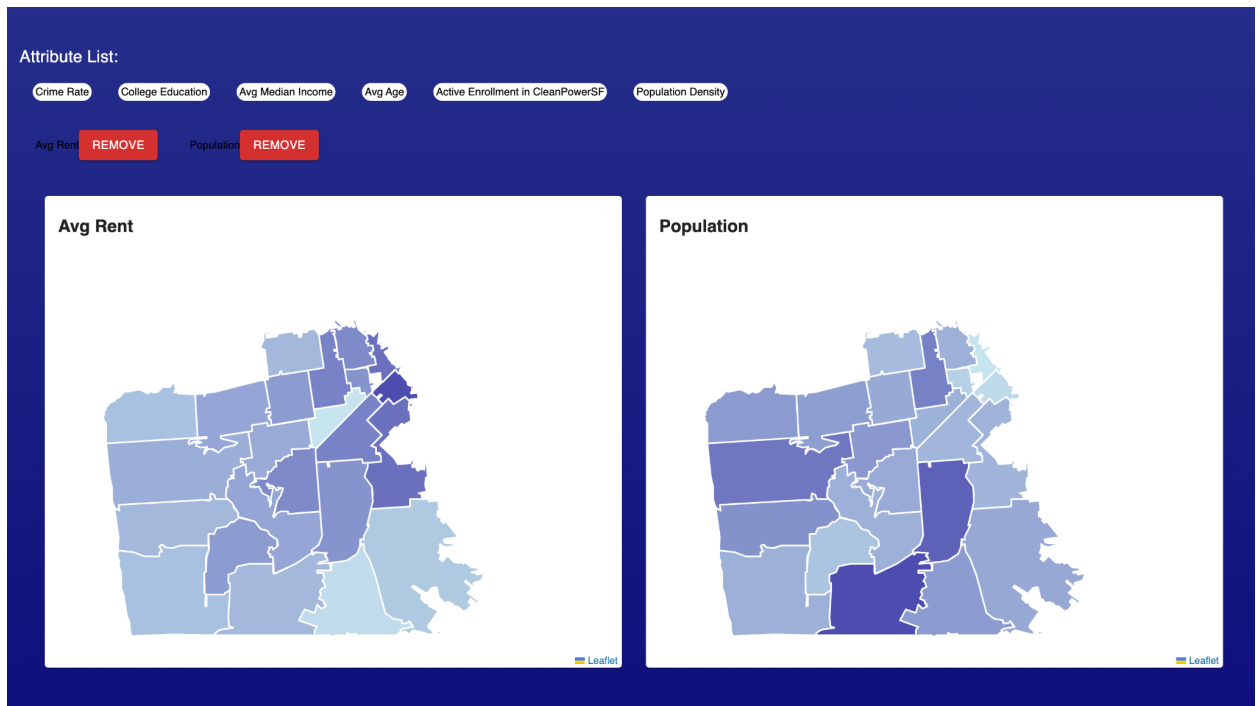 Attribute List:
Crime Rate College Education Avg Median Income Avg Age Active Enrollment in CleanPowerSF Population Density
Avg Rent REMOVE Population REMOVE
Avg Rent
Population
Leaflet
Leaflet